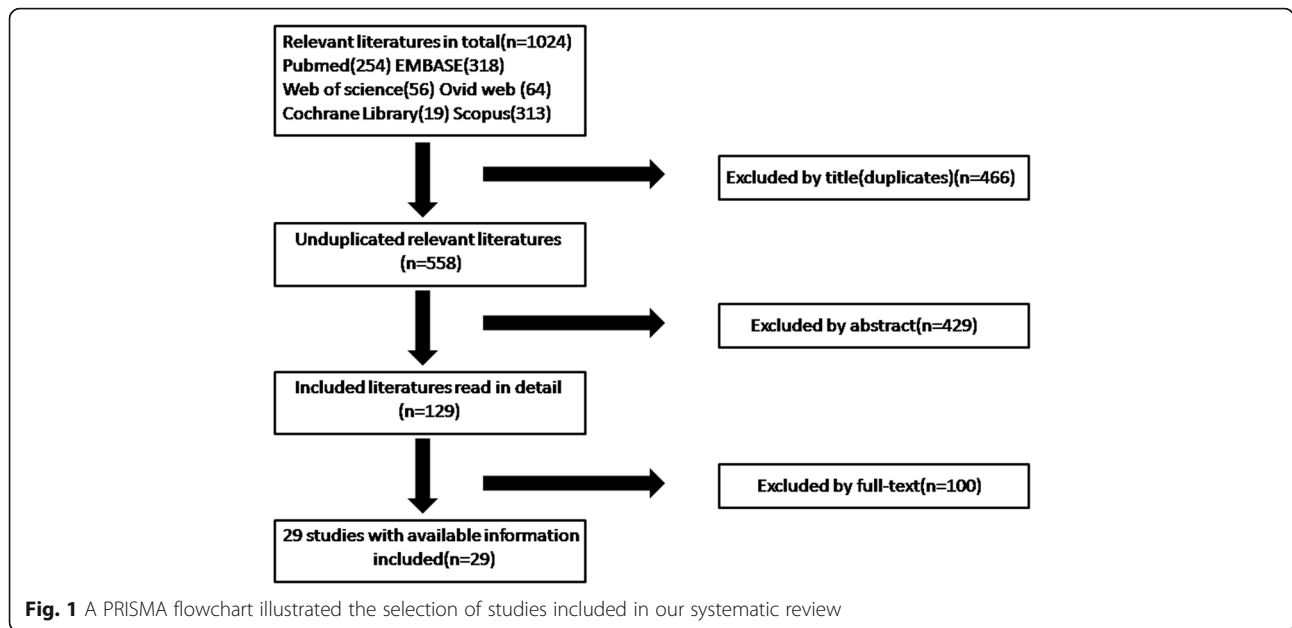 Relevant literatures in total(n=1024)
Pubmed(254) EMBASE(318)
Web of science(56) Ovid web (64)
Cochrane Library(19) Scopus(313)
Excluded by title(duplicates)(n=466)
Unduplicated relevant literatures
(n=558)
Excluded by abstract(n=429)
Included literatures read in detail
(n=129)
Excluded by full-text(n=100)
29 studies with available information
included(n=29)
Fig. 1 A PRISMA flowchart illustrated the selection of studies included in our systematic review